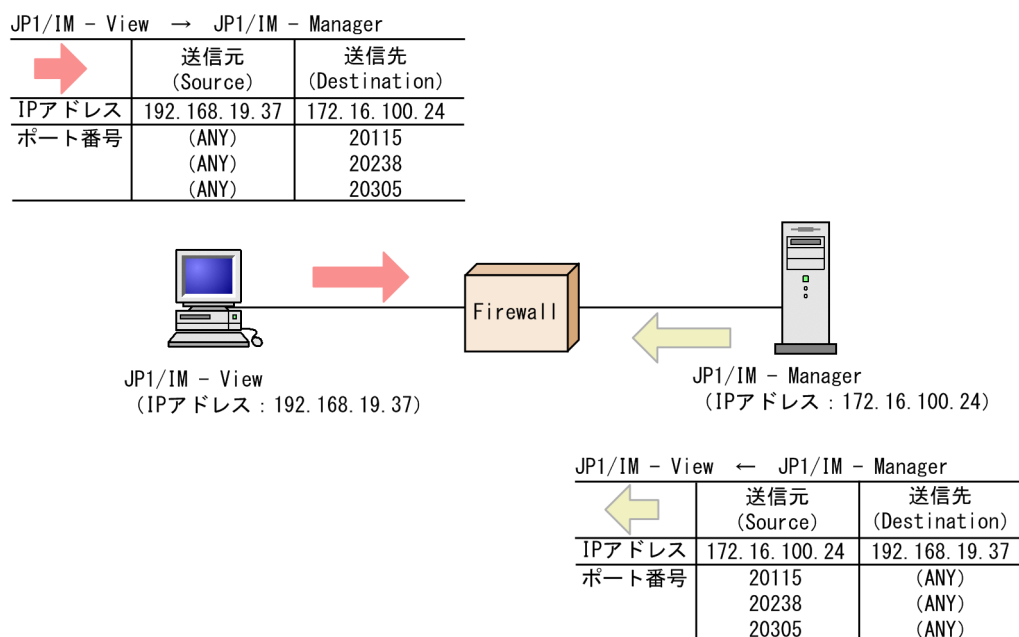 JP1/IM - View → JP1/IM - Manager
送信元 送信先
(Source) (Destination)
IPアドレス 192.168.19.37 172.16.100.24
ポート番号 (ANY) 20115
(ANY) 20238
(ANY) 20305
Firewall
JP1/IM - View
(IPアドレス:192.168.19.37)
JP1/IM - Manager
(IPアドレス:172.16.100.24)
JP1/IM - View ← JP1/IM - Manager
送信元 送信先
(Source) (Destination)
IPアドレス 172.16.100.24 192.168.19.37
ポート番号 20115 (ANY)
20238 (ANY)
20305 (ANY)